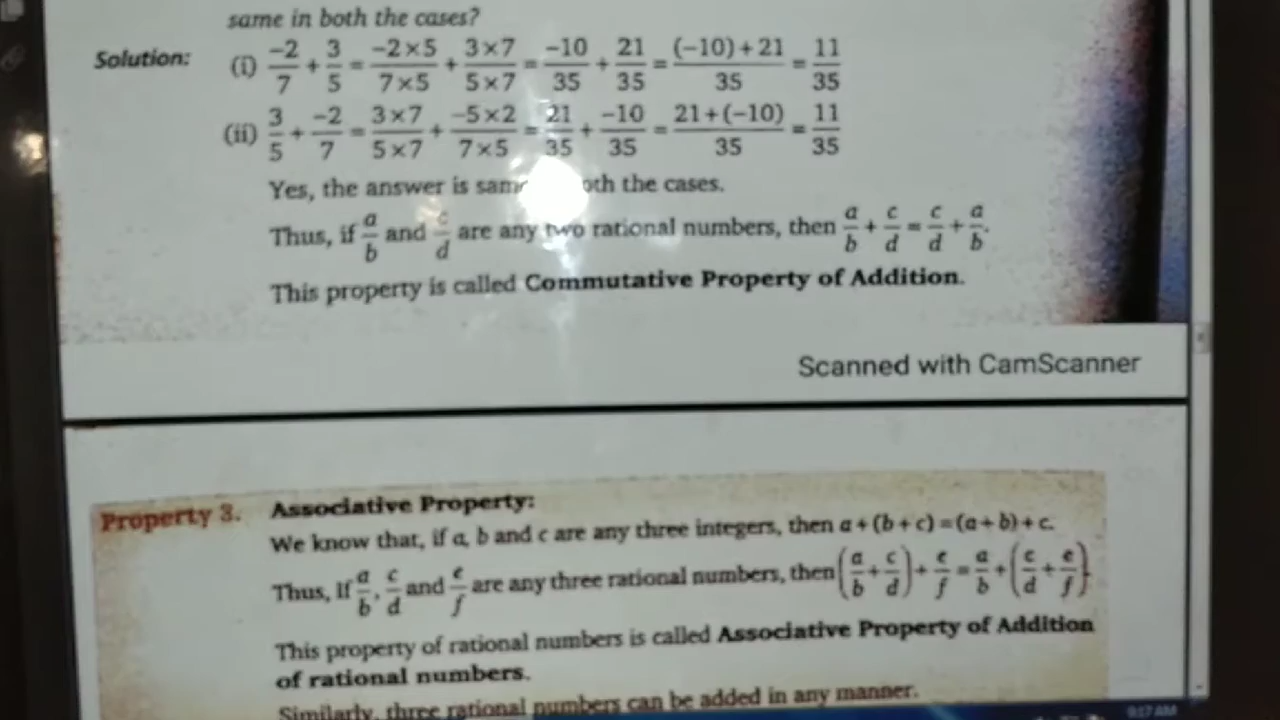 same in both the cases?
Solution: (i) -2/7 + 3/5 = -2×5/7×5 + 3×7/5×7 = -10/35 + 21/35 = (-10)+21/35 = 11/35
(ii) 3/5 + -2/7 = 3×7/5×7 + -5×2/7×5 = 21/35 + -10/35 = 21+(-10)/35 = 11/35
Yes, the answer is the cases.
Thus, if a/b and c/d are any two rational numbers, then a/b + c/d = c/d + a/b.
This property is called Commutative Property of Addition.
Scanned with CamScanner
Property 3. Associative Property:
We know that, if a, b and c are any three integers, then a+(b+c)=(a+b)+c.
Thus, If a/b, c/d and e/f are any three rational numbers, then (a/b + c/d) + e/f = a/b + (c/d + e/f)
This property of rational numbers is called Associative Property of Addition
of rational numbers.
Similarly, three rational numbers can be added in any manner.
9:17 AM